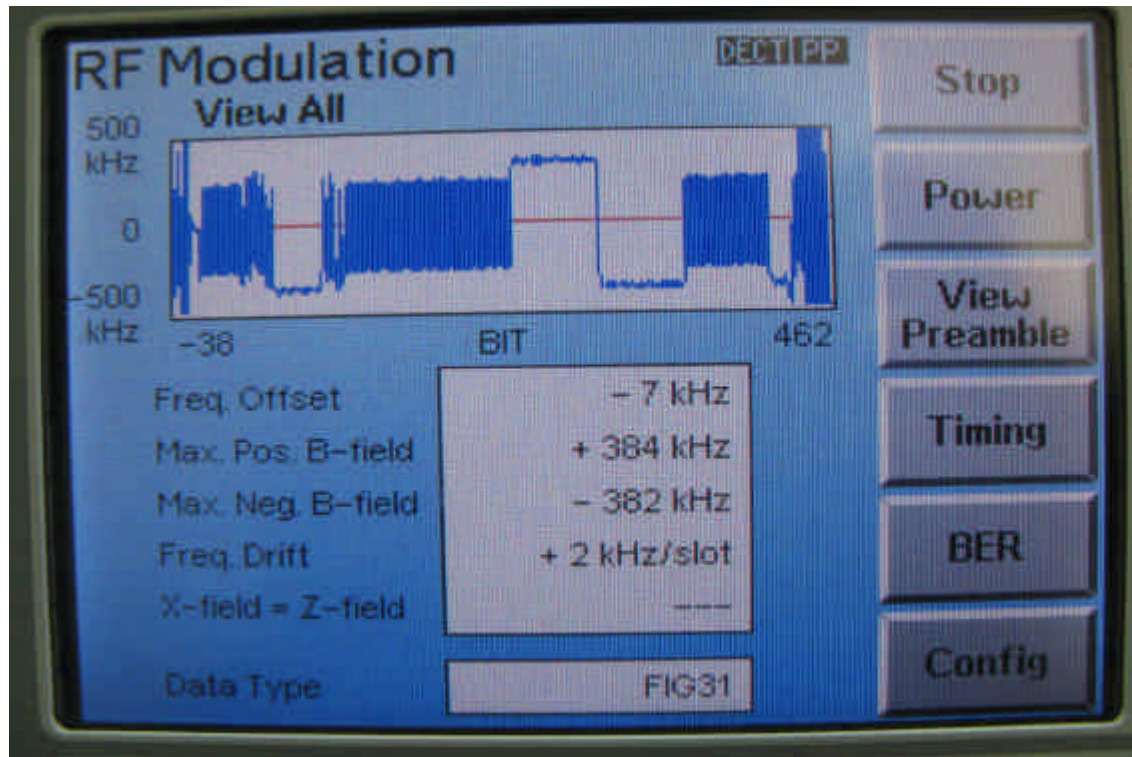 RF Modulation
DECT PP
View All
500
kHz
0
-500
kHz
-38
BIT
462
Freq. Offset
- 7 kHz
Max. Pos. B-field
+ 384 kHz
Max. Neg. B-field
- 382 kHz
Freq. Drift
+ 2 kHz/slot
X-field = Z-field
---
Data Type
FIG31
Stop
Power
View
Preamble
Timing
BER
Config